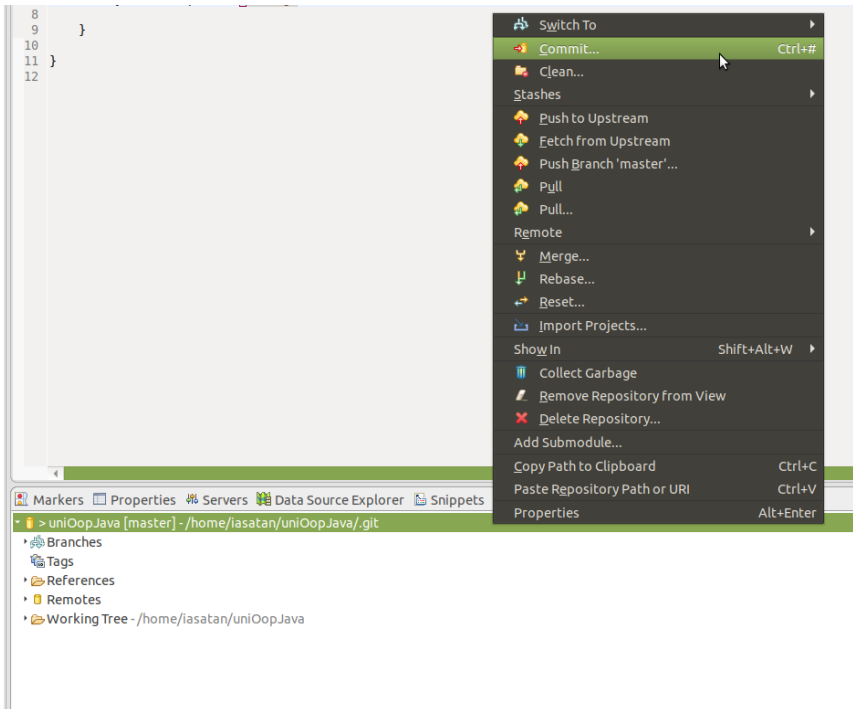 8
9 }
10
11 }
12
Switch To
Commit... Ctrl+#
Clean...
Stashes
Push to Upstream
Fetch from Upstream
Push Branch 'master'...
Pull
Pull...
Remote
Merge...
Rebase...
Reset...
Import Projects...
Show In Shift+Alt+W
Collect Garbage
Remove Repository from View
Delete Repository...
Add Submodule...
Copy Path to Clipboard Ctrl+C
Paste Repository Path or URI Ctrl+V
Properties Alt+Enter
Markers Properties Servers Data Source Explorer Snippets
> uniOopJava [master] - /home/iasatan/uniOopJava/.git
Branches
Tags
References
Remotes
Working Tree - /home/iasatan/uniOopJava